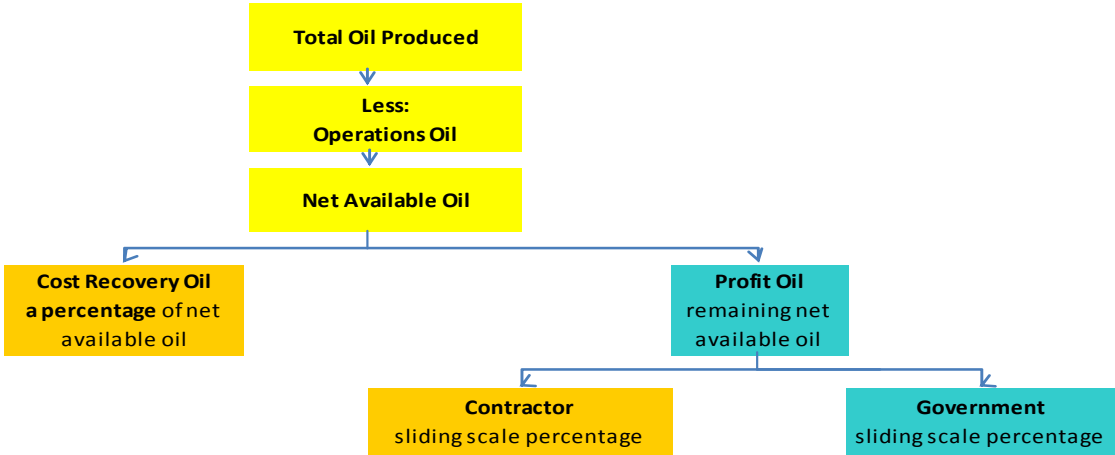 Total Oil Produced
Less:
Operations Oil
Net Available Oil
Cost Recovery Oil
a percentage of net
available oil
Profit Oil
remaining net
available oil
Contractor
sliding scale percentage
Government
sliding scale percentage